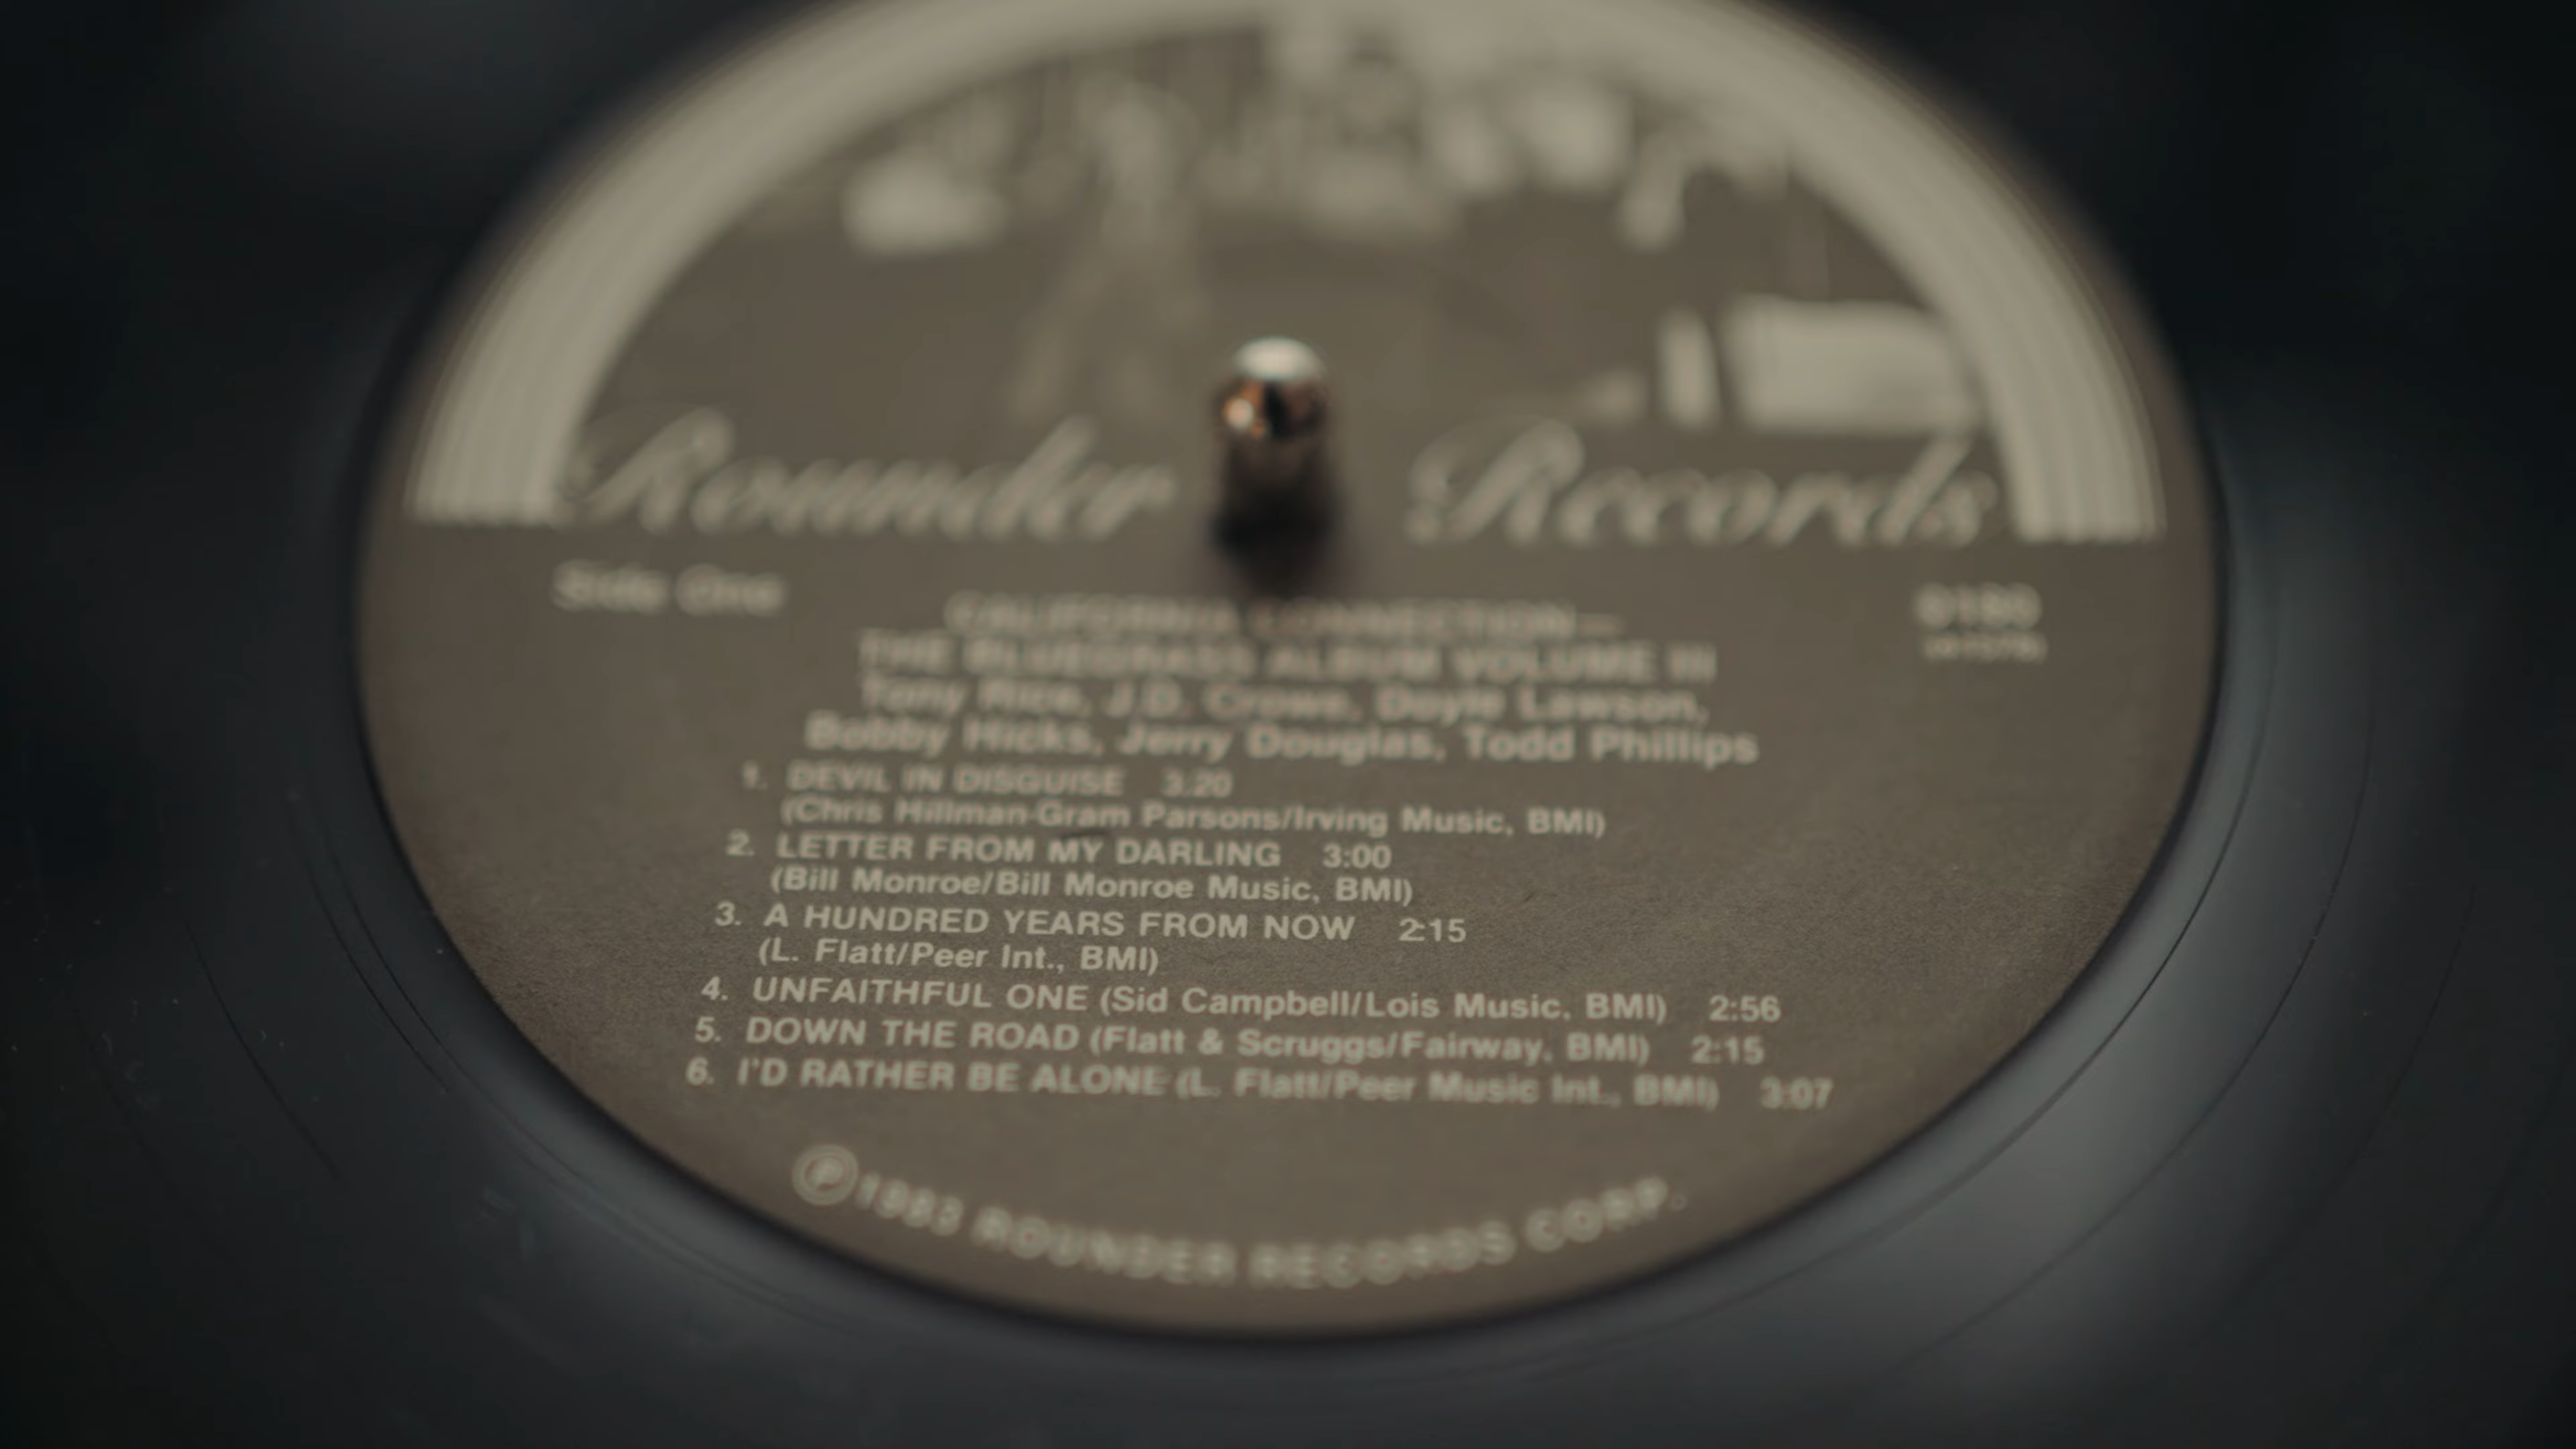 Rounder Records
Side One
0180
CALIFORNIA CONNECTION—
THE BLUEGRASS ALBUM VOLUME III
Tony Rice, J.D. Crowe, Doyle Lawson,
Bobby Hicks, Jerry Douglas, Todd Phillips
1. DEVIL IN DISGUISE 3:20
(Chris Hillman-Gram Parsons/Irving Music, BMI)
2. LETTER FROM MY DARLING 3:00
(Bill Monroe/Bill Monroe Music, BMI)
3. A HUNDRED YEARS FROM NOW 2:15
(L. Flatt/Peer Int., BMI)
4. UNFAITHFUL ONE (Sid Campbell/Lois Music, BMI) 2:56
5. DOWN THE ROAD (Flatt & Scruggs/Fairway, BMI) 2:15
6. I'D RATHER BE ALONE (L. Flatt/Peer Music Int., BMI) 3:07
Ⓟ1983 ROUNDER RECORDS CORP.